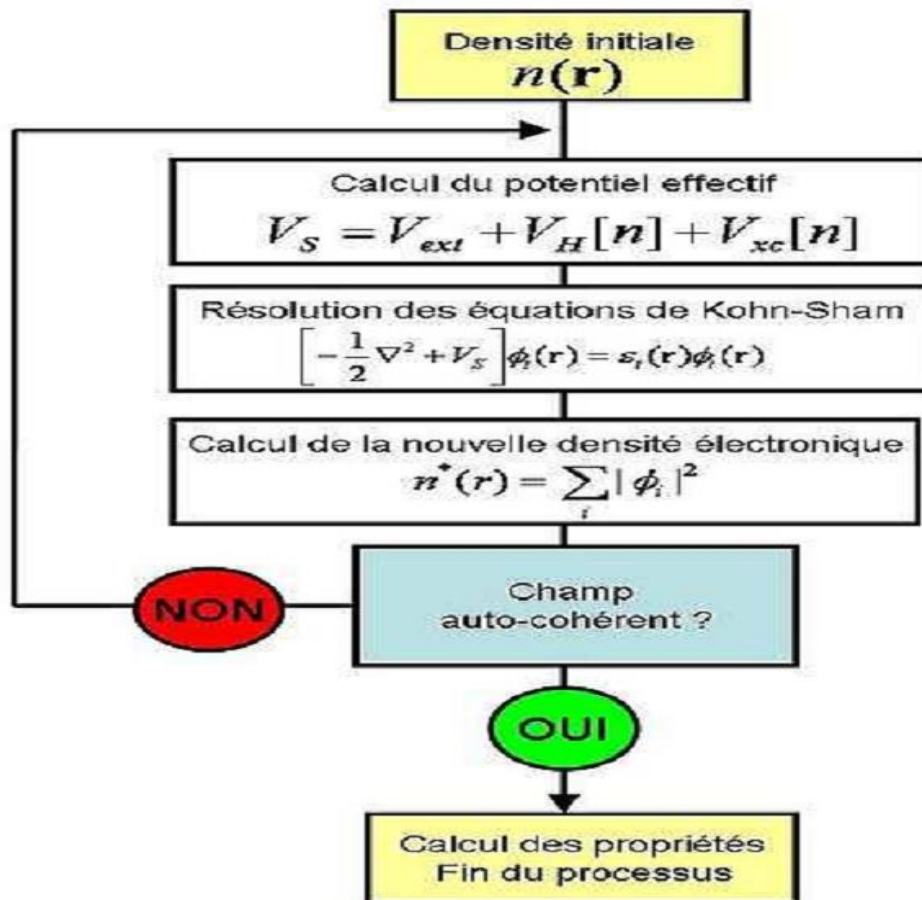 Densité initiale
n(r)
Calcul du potentiel effectif
V_S = V_ext + V_H[n] + V_xc[n]
Résolution des équations de Kohn-Sham
[-1/2 ∇² + V_S] ϕ_i(r) = ε_i(r)ϕ_i(r)
Calcul de la nouvelle densité électronique
n⁺(r) = ∑_i | ϕ_i |²
Champ
auto-cohérent ?
NON
OUI
Calcul des propriétés
Fin du processus